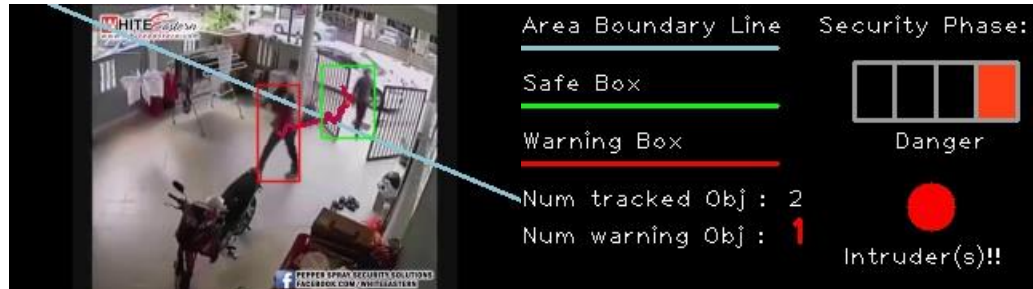 WHITEeastern
Area Boundary Line
Safe Box
Warning Box
Num tracked Obj : 2
Num warning Obj : 1
Security Phase:
Danger
Intruder(s)!!
PEPPER SPRAY SECURITY SOLUTIONS
FACEBOOK.COM/WHITEEASTERN